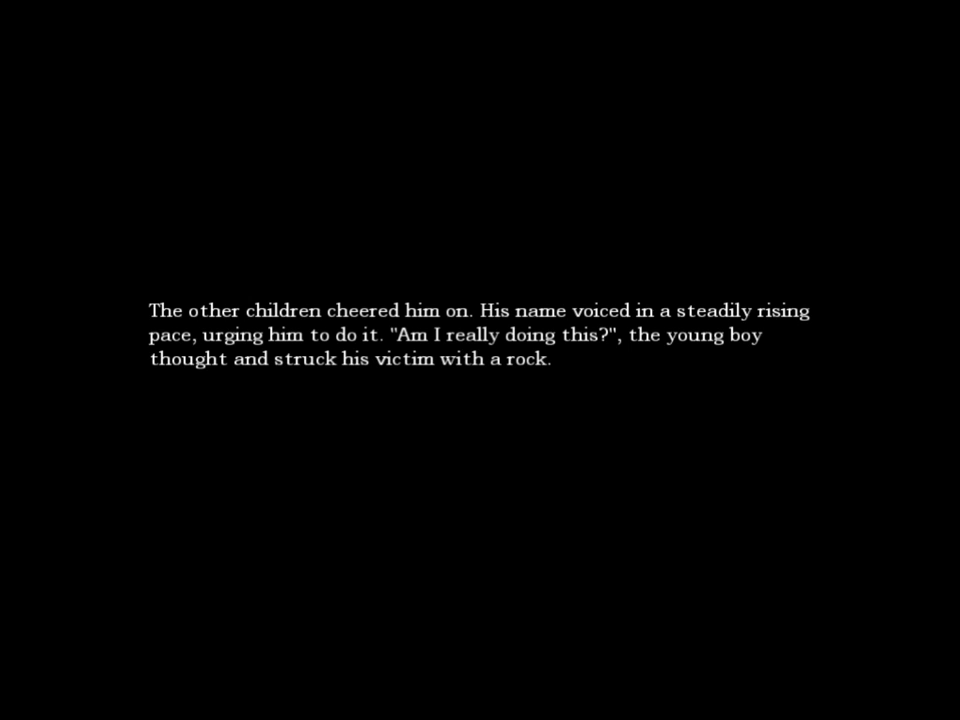 The other children cheered him on. His name voiced in a steadily rising
pace, urging him to do it. "Am I really doing this?", the young boy
thought and struck his victim with a rock.